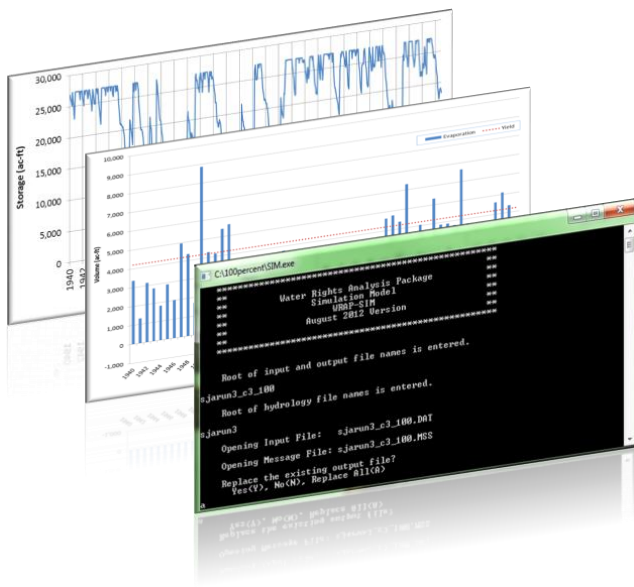 30,000
25,000
20,000
15,000
10,000
5,000
0
Storage (ac-ft)
1940
1942
10,000
9,000
8,000
7,000
6,000
5,000
4,000
3,000
2,000
1,000
0
-1,000
Volume (ac-ft)
Evaporation
Yield
1940
1942
1944
1946
1948
C:\100percent\SIM.exe
Water Rights Analysis Package
Simulation Model
WRAP-SIM
August 2012 Version
Root of input and output file names is entered.
sjarun3_c3_100
Root of hydrology file names is entered.
sjarun3
Opening Input File: sjarun3_c3_100.DAT
Opening Message File: sjarun3_c3_100.MSS
Replace the existing output file?
Yes(Y), No(N), Replace All(A)
a